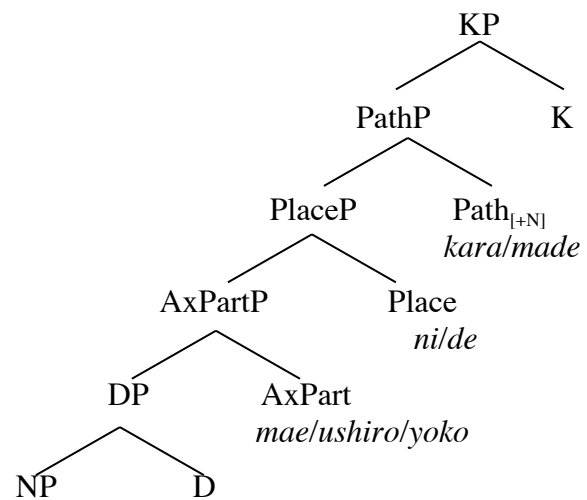 KP
PathP K
PlaceP Path[+N]
kara/made
AxPartP Place
ni/de
DP AxPart
mae/ushiro/yoko
NP D